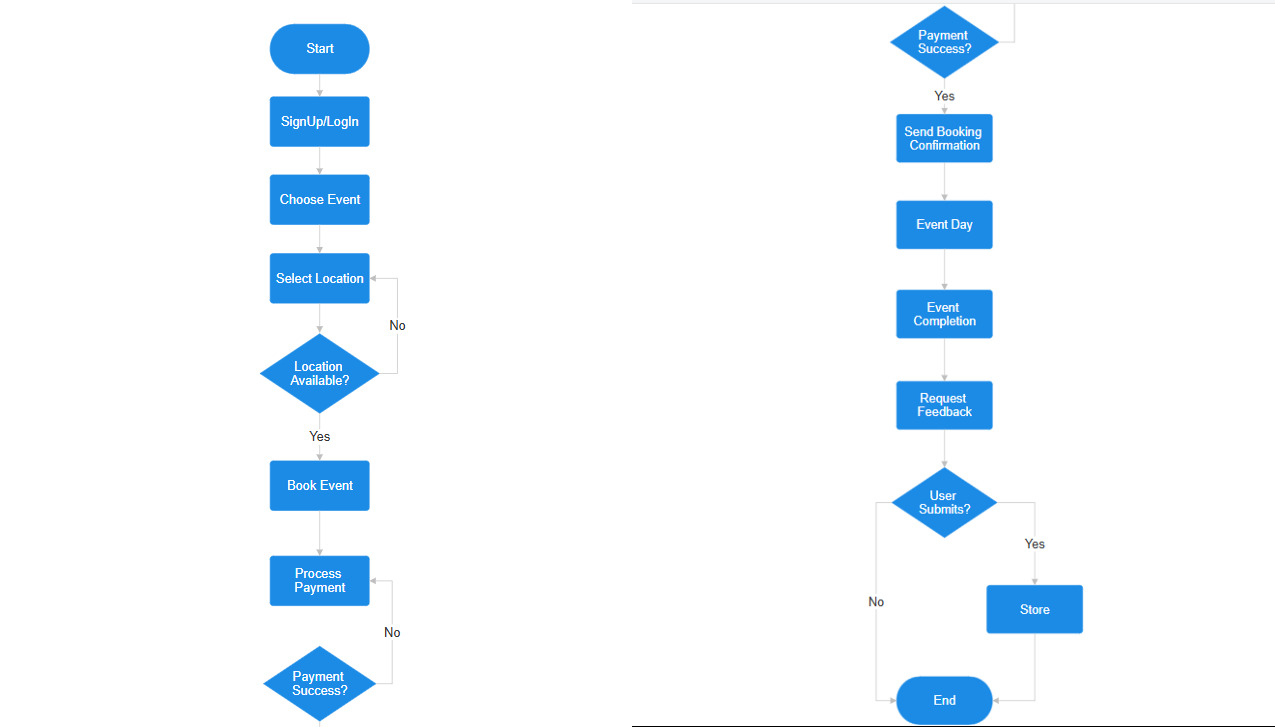 Start
SignUp/LogIn
Choose Event
Select Location
No
Location
Available?
Yes
Book Event
Process
Payment
No
Payment
Success?
Payment
Success?
Yes
Send Booking
Confirmation
Event Day
Event
Completion
Request
Feedback
User
Submits?
Yes
No
Store
End